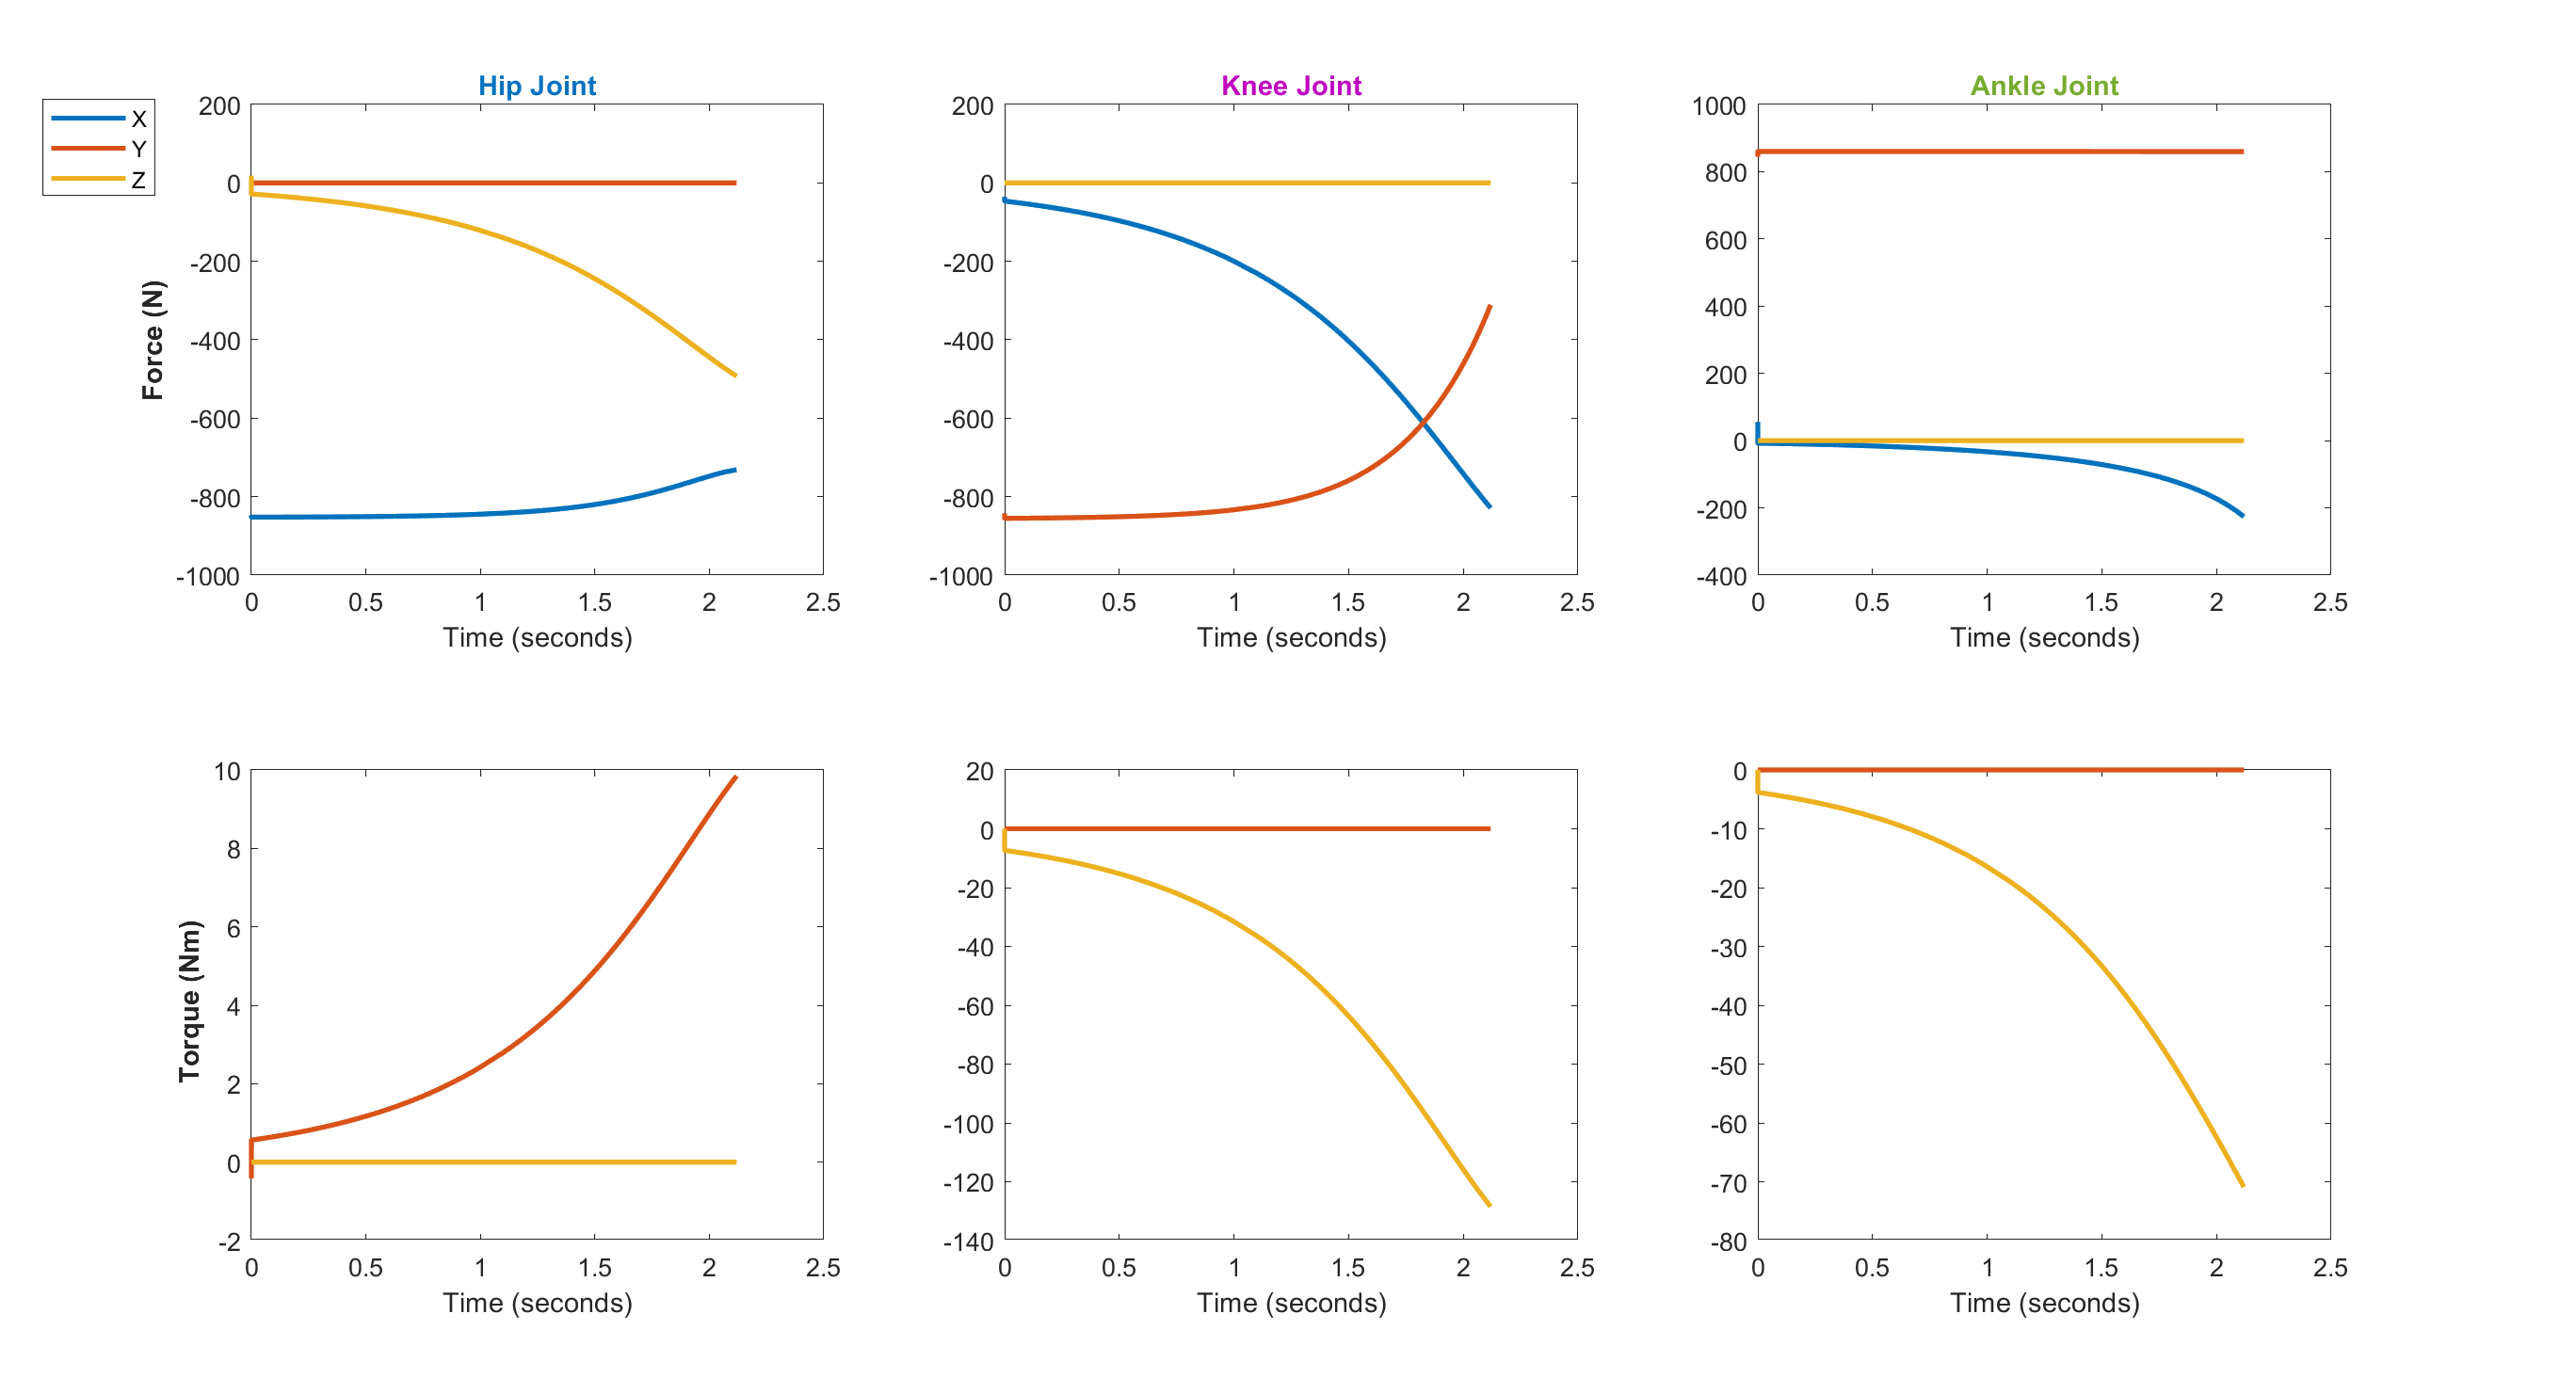 Hip Joint
Knee Joint
Ankle Joint
X
Y
Z
Force (N)
200
0
-200
-400
-600
-800
-1000
0 0.5 1 1.5 2 2.5
Time (seconds)
200
0
-200
-400
-600
-800
-1000
0 0.5 1 1.5 2 2.5
Time (seconds)
1000
800
600
400
200
0
-200
-400
0 0.5 1 1.5 2 2.5
Time (seconds)
Torque (Nm)
10
8
6
4
2
0
-2
0 0.5 1 1.5 2 2.5
Time (seconds)
20
0
-20
-40
-60
-80
-100
-120
-140
0 0.5 1 1.5 2 2.5
Time (seconds)
0
-10
-20
-30
-40
-50
-60
-70
-80
0 0.5 1 1.5 2 2.5
Time (seconds)